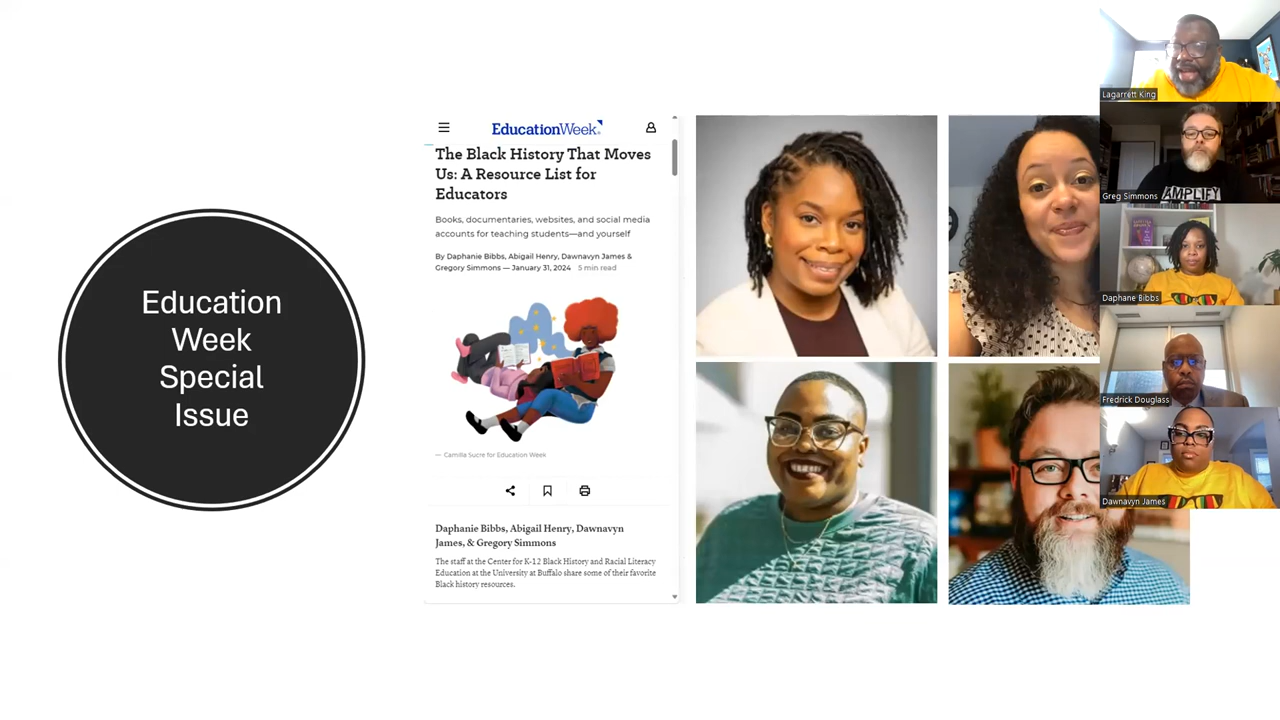 Education
Week
Special
Issue
EducationWeek
The Black History That Moves
Us: A Resource List for
Educators
Books, documentaries, websites, and social media
accounts for teaching students—and yourself
By Daphanie Bibbs, Abigail Henry, Dawnavyn James &
Gregory Simmons — January 31, 2024 5 min read
— Camilla Sucre for Education Week
Daphanie Bibbs, Abigail Henry, Dawnavyn
James, & Gregory Simmons
The staff at the Center for K-12 Black History and Racial Literacy
Education at the University at Buffalo share some of their favorite
Black history resources.
Lagarrett King
AMPLIFY
Greg Simmons
Daphane Bibbs
Fredrick Douglass
Dawnavyn James